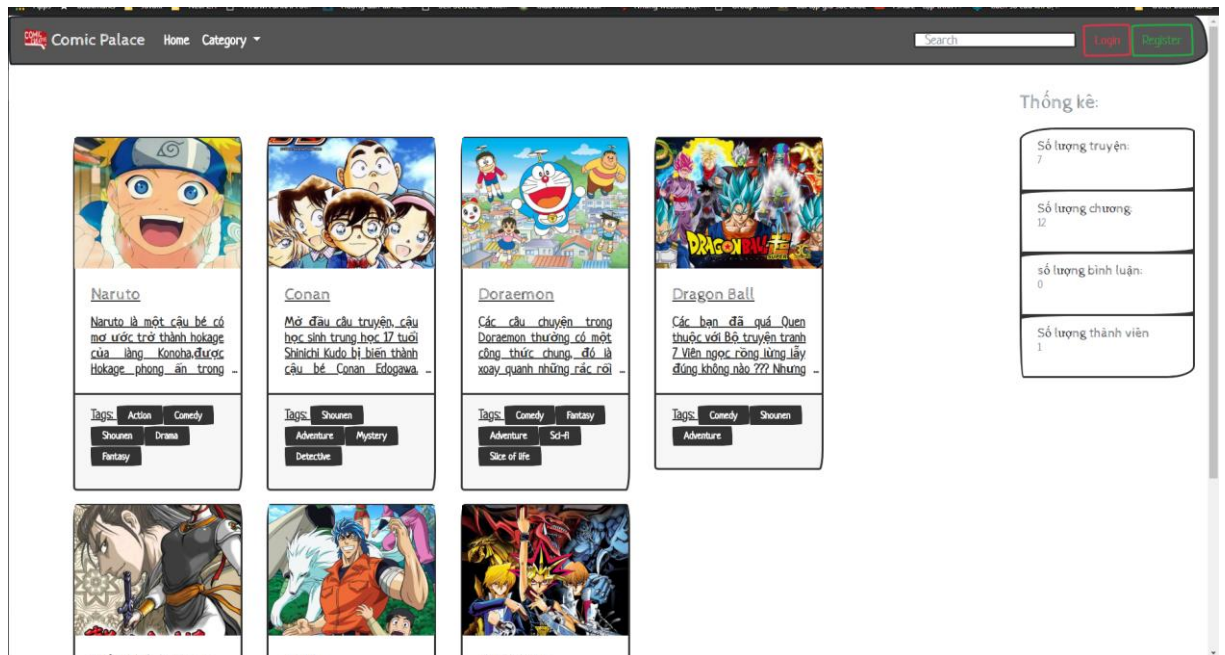 Comic Palace Home Category Search Login Register
Thống kê:
Số lượng truyện:
7
Số lượng chương:
12
số lượng bình luận:
0
Số lượng thành viên
1
Naruto
Naruto là một cậu bé có
mơ ước trở thành hokage
của làng Konoha,được
Hokage phong ấn trong ...
Tags: Action Comedy
Shounen Drama
Fantasy
Conan
Mở đầu câu truyện, cậu
học sinh trung học 17 tuổi
Shinichi Kudo bị biến thành
cậu bé Conan Edogawa. ...
Tags: Shounen
Adventure Mystery
Detective
Doraemon
Các câu chuyện trong
Doraemon thường có một
công thức chung, đó là
xoay quanh những rắc rối ...
Tags: Comedy Fantasy
Adventure Sci-fi
Slice of life
DRAGON BALL
SUPER
Dragon Ball
Các bạn đã quá Quen
thuộc với Bộ truyện tranh
7 Viên ngọc rồng lừng lẫy
đúng không nào ??? Nhưng ...
Tags: Comedy Shounen
Adventure